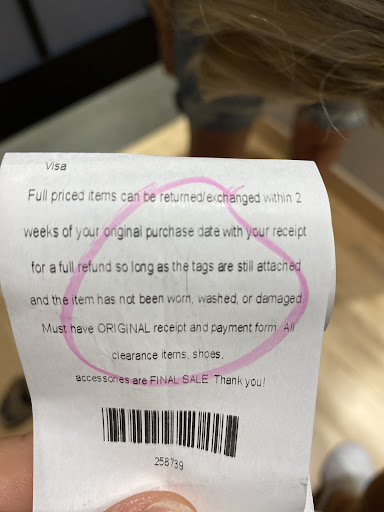 Visa
Full priced items can be returned/exchanged within 2
weeks of your original purchase date with your receipt
for a full refund so long as the tags are still attached
and the item has not been worn, washed, or damaged.
Must have ORIGINAL receipt and payment form. All
clearance items, shoes,
accessories are FINAL SALE. Thank you!
258739